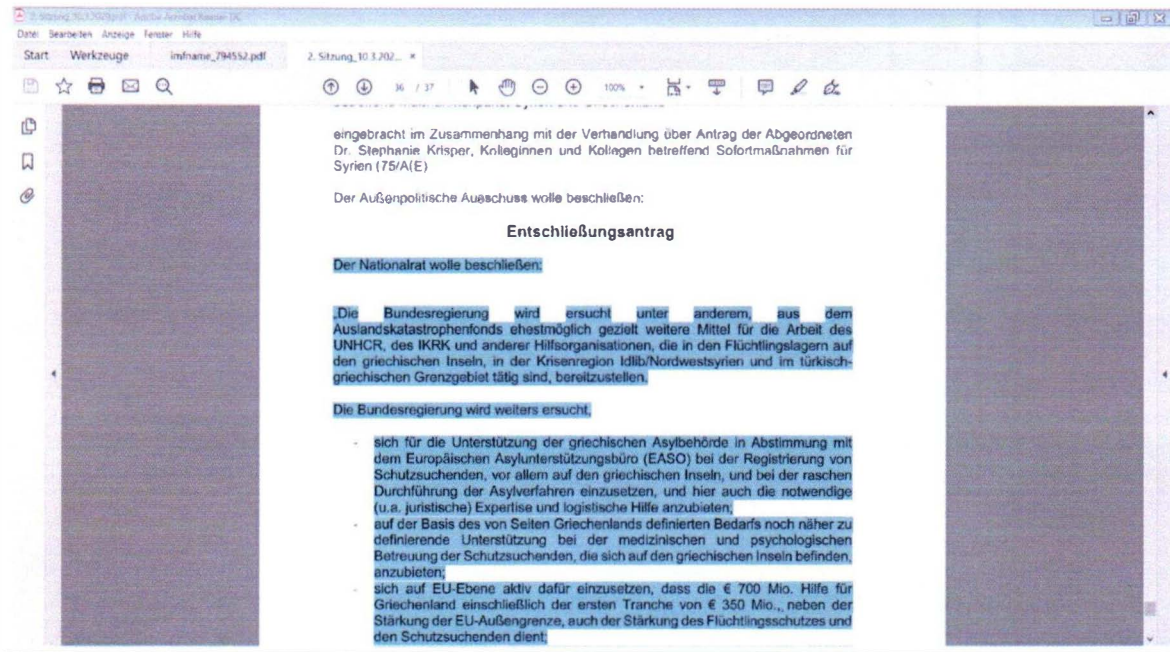 2. Sitzung_10.3.2020.pdf - Adobe Acrobat Reader DC
Datei Bearbeiten Anzeige Fenster Hilfe
Start Werkzeuge imfname_794552.pdf 2. Sitzung_10.3.202... ×
36 / 37 100%
eingebracht im Zusammenhang mit der Verhandlung über Antrag der Abgeordneten
Dr. Stephanie Krisper, Kolleginnen und Kollegen betreffend Sofortmaßnahmen für
Syrien (75/A(E)
Der Außenpolitische Ausschuss wolle beschließen:
Entschließungsantrag
Der Nationalrat wolle beschließen:
„Die Bundesregierung wird ersucht unter anderem, aus dem
Auslandskatastrophenfonds ehestmöglich gezielt weitere Mittel für die Arbeit des
UNHCR, des IKRK und anderer Hilfsorganisationen, die in den Flüchtlingslagern auf
den griechischen Inseln, in der Krisenregion Idlib/Nordwestsyrien und im türkisch-
griechischen Grenzgebiet tätig sind, bereitzustellen.
Die Bundesregierung wird weiters ersucht,
- sich für die Unterstützung der griechischen Asylbehörde in Abstimmung mit
dem Europäischen Asylunterstützungsbüro (EASO) bei der Registrierung von
Schutzsuchenden, vor allem auf den griechischen Inseln, und bei der raschen
Durchführung der Asylverfahren einzusetzen, und hier auch die notwendige
(u.a. juristische) Expertise und logistische Hilfe anzubieten;
- auf der Basis des von Seiten Griechenlands definierten Bedarfs noch näher zu
definierende Unterstützung bei der medizinischen und psychologischen
Betreuung der Schutzsuchenden, die sich auf den griechischen Inseln befinden,
anzubieten;
- sich auf EU-Ebene aktiv dafür einzusetzen, dass die € 700 Mio. Hilfe für
Griechenland einschließlich der ersten Tranche von € 350 Mio., neben der
Stärkung der EU-Außengrenze, auch der Stärkung des Flüchtlingsschutzes und
den Schutzsuchenden dient;